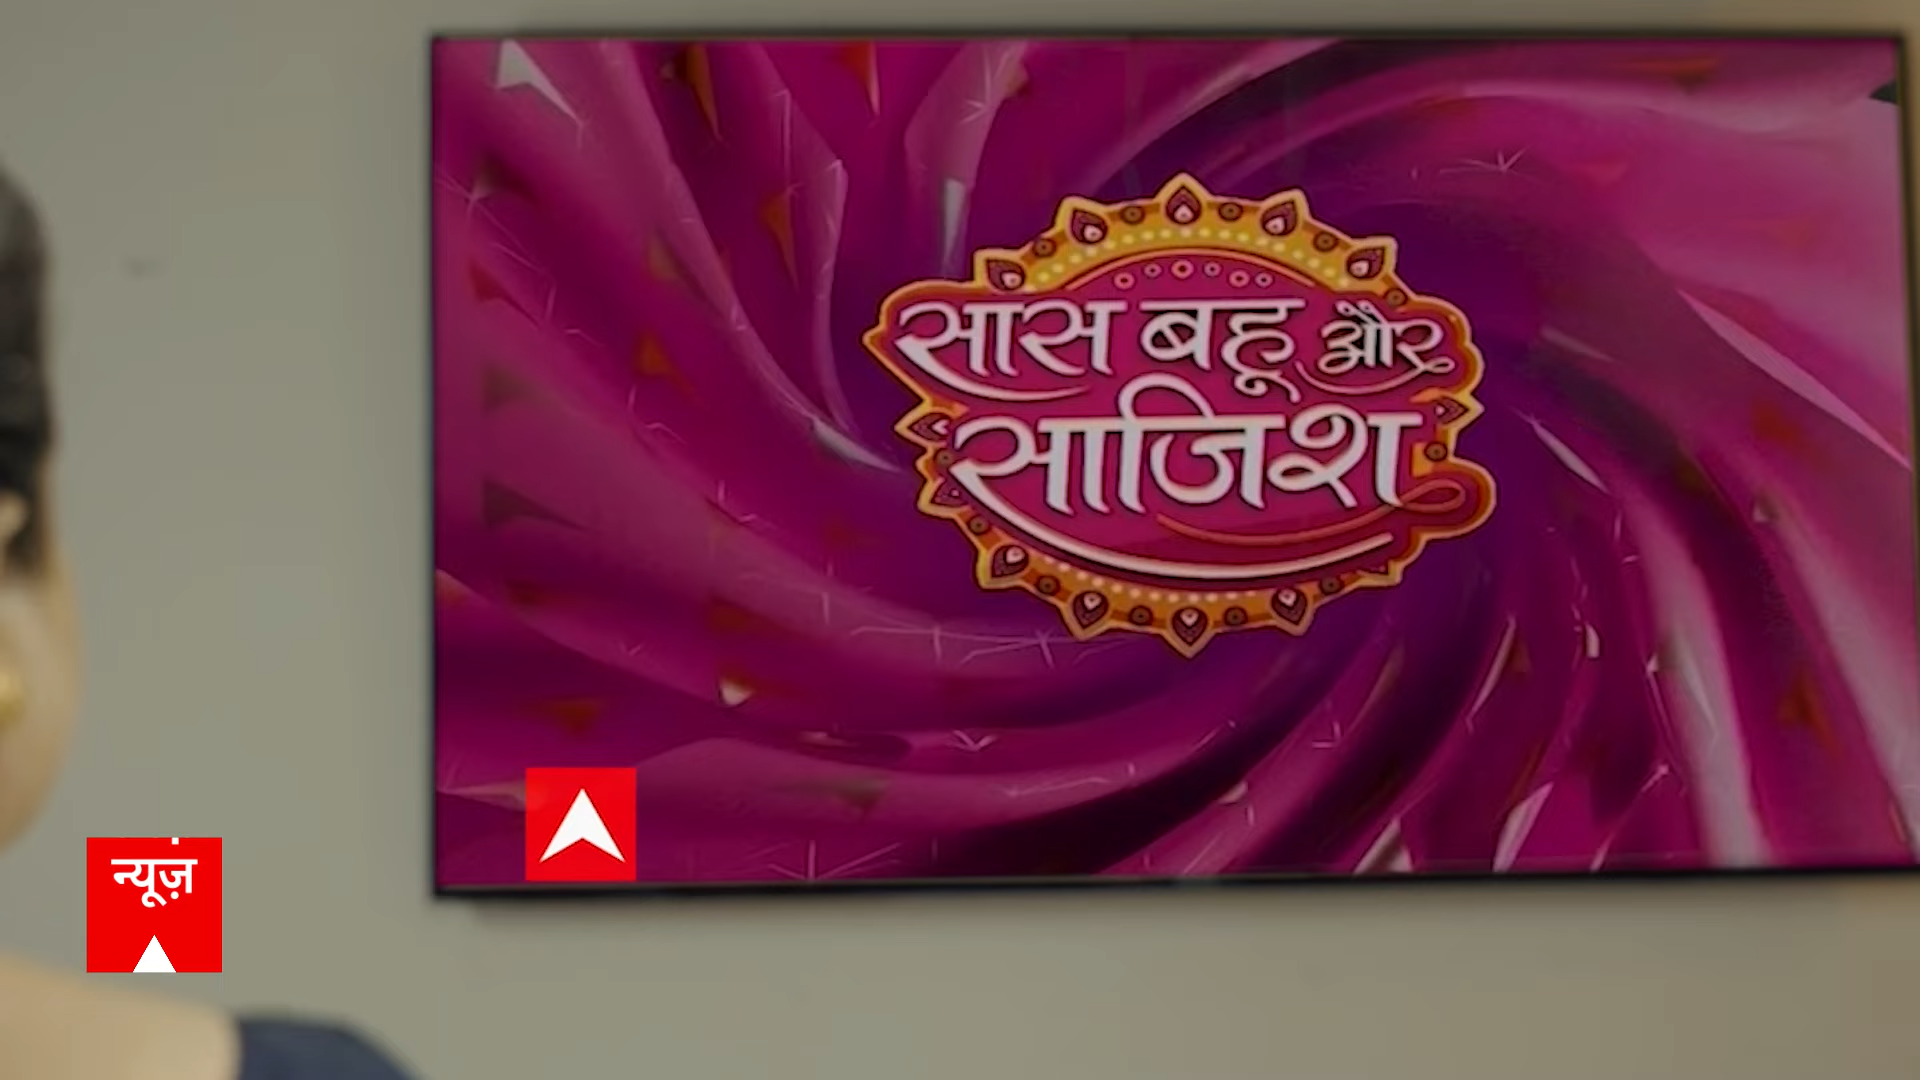 सास बहू और
साजिश
न्यूज़